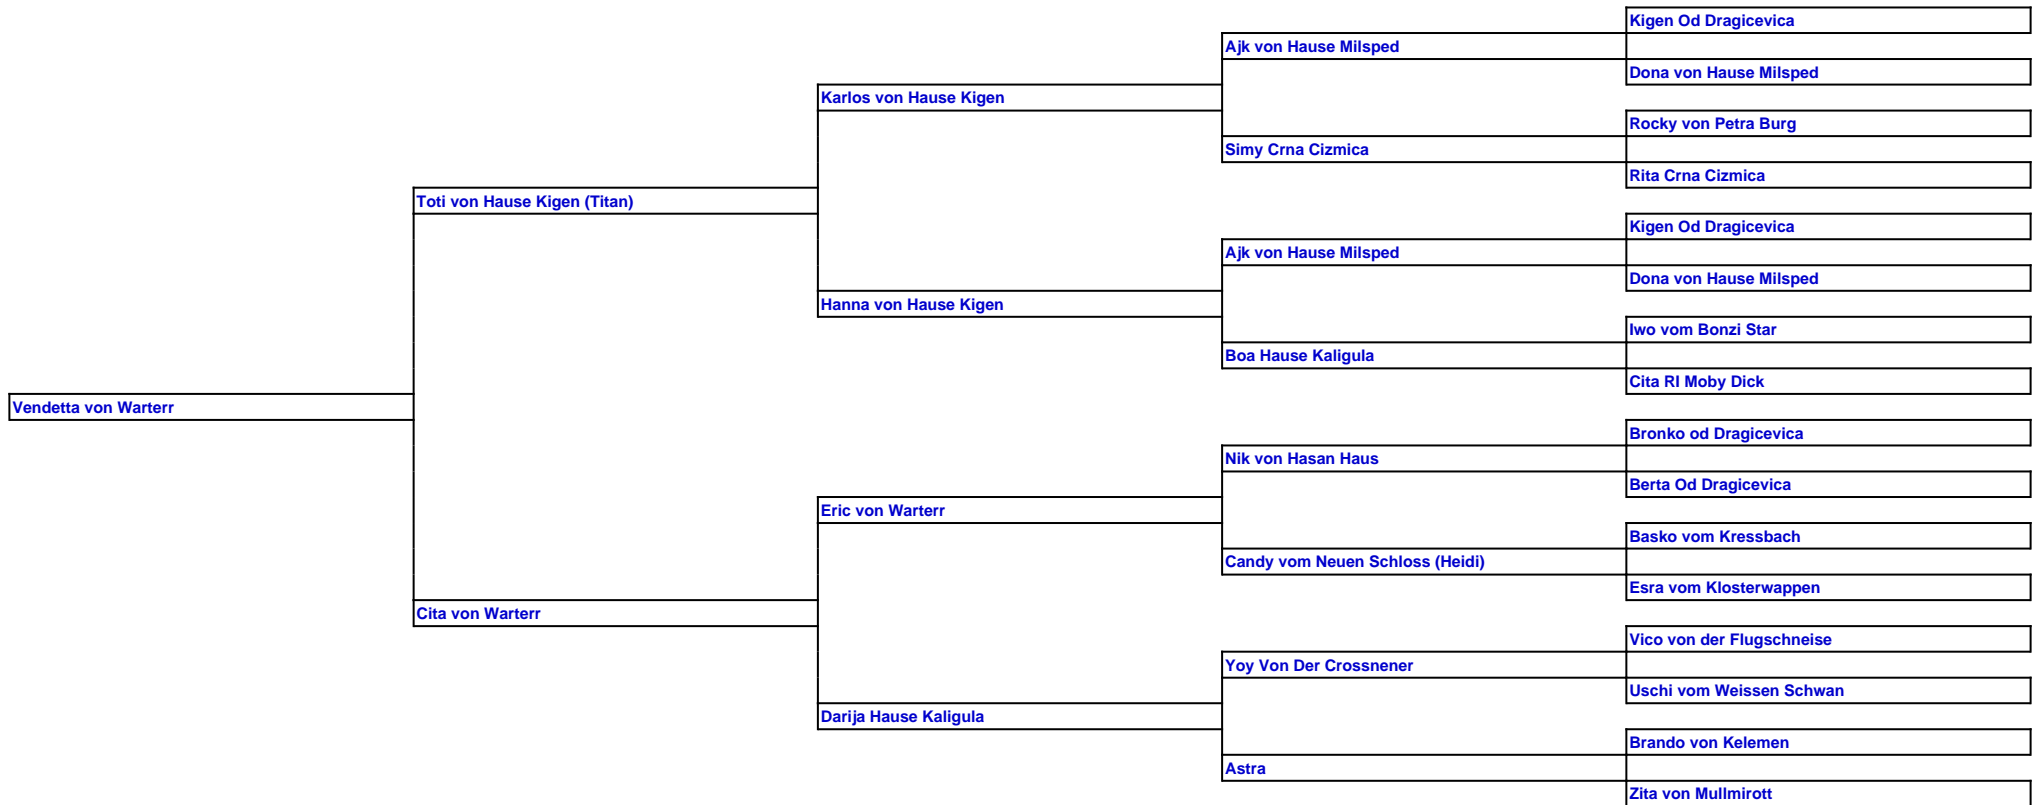 Kigen Od Dragicevica
Ajk von Hause Milsped
Dona von Hause Milsped
Karlos von Hause Kigen
Rocky von Petra Burg
Simy Crna Cizmica
Rita Crna Cizmica
Toti von Hause Kigen (Titan)
Kigen Od Dragicevica
Ajk von Hause Milsped
Dona von Hause Milsped
Hanna von Hause Kigen
Iwo vom Bonzi Star
Boa Hause Kaligula
Cita RI Moby Dick
Vendetta von Warterr
Bronko od Dragicevica
Nik von Hasan Haus
Berta Od Dragicevica
Eric von Warterr
Basko vom Kressbach
Candy vom Neuen Schloss (Heidi)
Esra vom Klosterwappen
Cita von Warterr
Vico von der Flugschneise
Yoy Von Der Crossnener
Uschi vom Weissen Schwan
Darija Hause Kaligula
Brando von Kelemen
Astra
Zita von Mullmirott